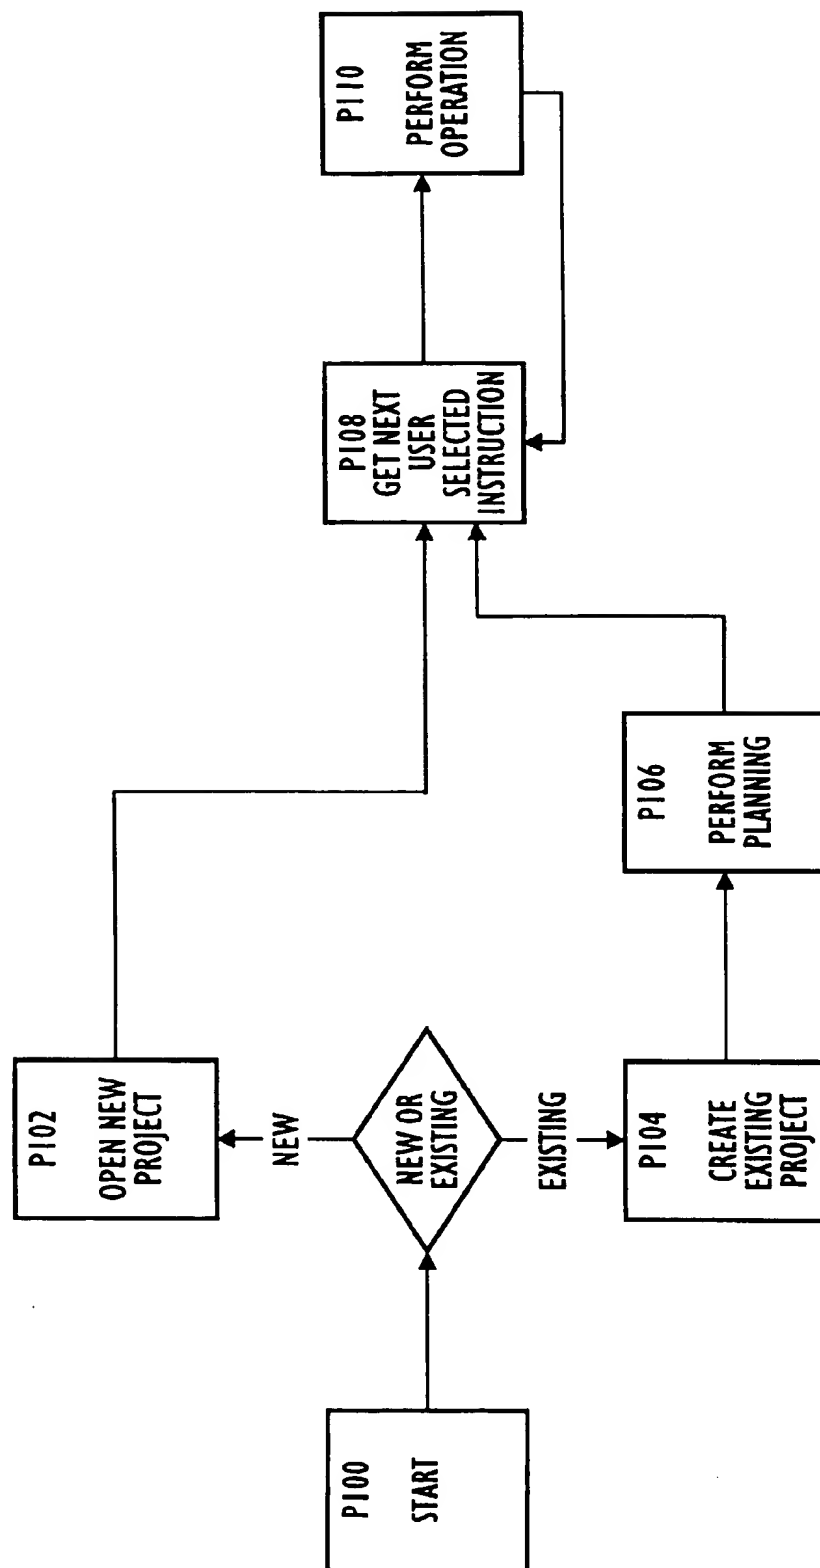 P100
START
NEW OR
EXISTING
NEW
EXISTING
P102
OPEN NEW
PROJECT
P104
CREATE
EXISTING
PROJECT
P106
PERFORM
PLANNING
P108
GET NEXT
USER
SELECTED
INSTRUCTION
P110
PERFORM
OPERATION